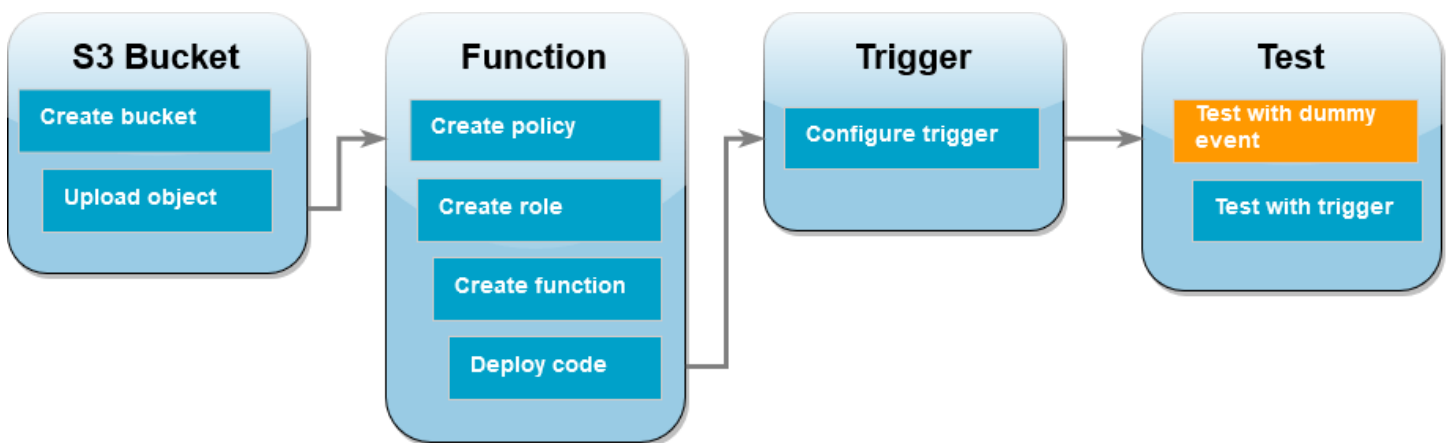 S3 Bucket
Create bucket
Upload object
Function
Create policy
Create role
Create function
Deploy code
Trigger
Configure trigger
Test
Test with dummy
event
Test with trigger